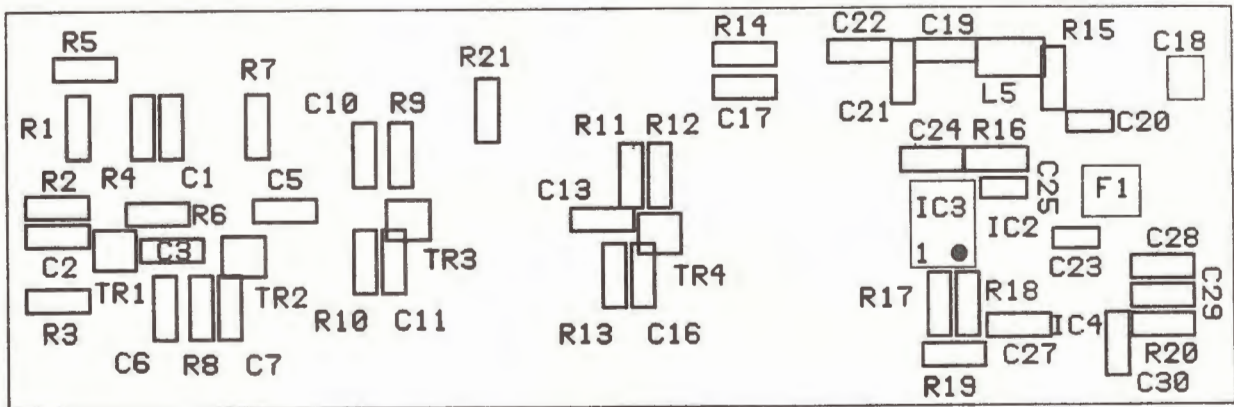 R5
R7
R21
R14
C22
C19
R15
C18
R1
C10
R9
C17
C21
L5
C20
R4
C1
R11
R12
C24
R16
R2
C5
C13
C25
F1
R6
IC3
IC2
C3
C2
TR1
TR2
TR3
TR4
1
C23
C28
R3
R10
C11
R13
C16
R17
R18
IC4
C29
C6
R8
C7
C27
R20
R19
C30